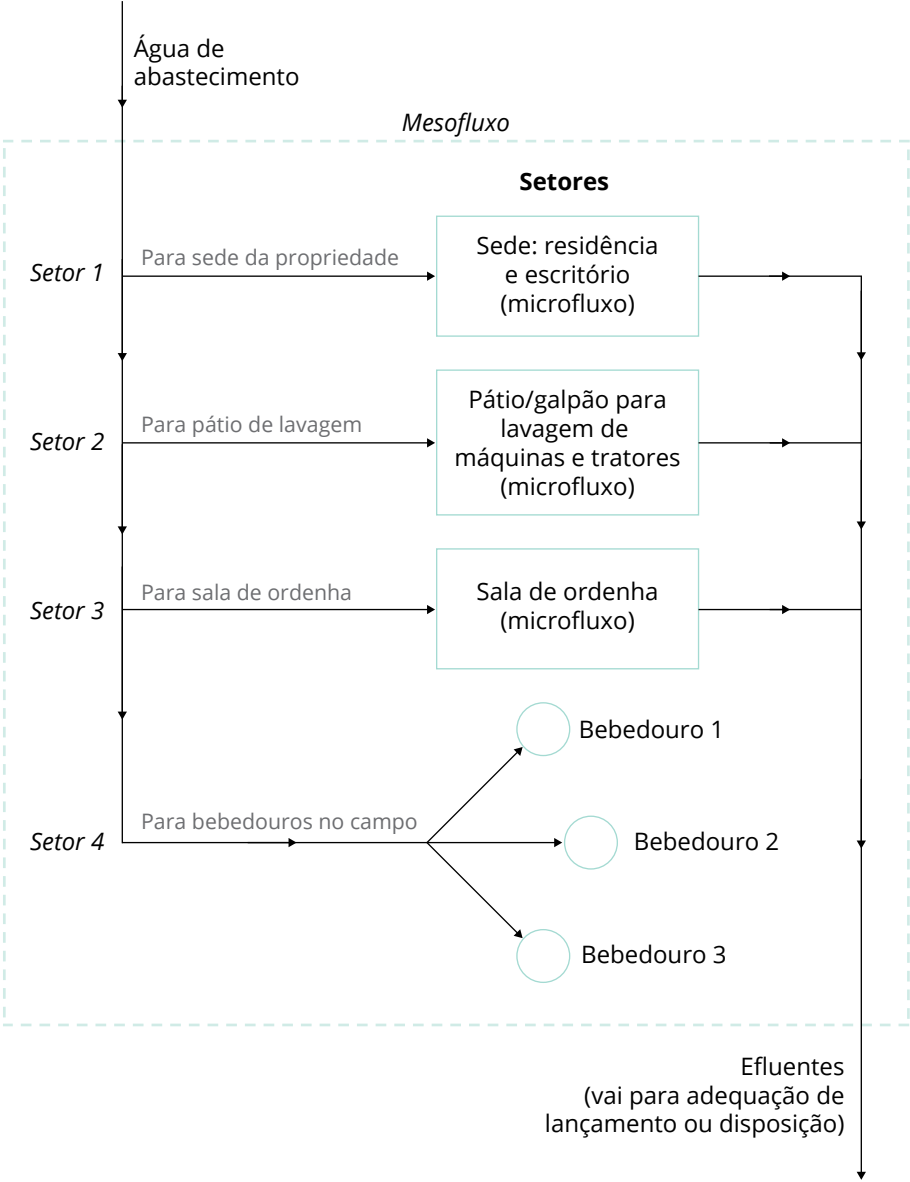 Água de
abastecimento
Mesofluxo
Setores
Setor 1
Para sede da propriedade
Sede: residência
e escritório
(microfluxo)
Setor 2
Para pátio de lavagem
Pátio/galpão para
lavagem de
máquinas e tratores
(microfluxo)
Setor 3
Para sala de ordenha
Sala de ordenha
(microfluxo)
Bebedouro 1
Setor 4
Para bebedouros no campo
Bebedouro 2
Bebedouro 3
Efluentes
(vai para adequação de
lançamento ou disposição)